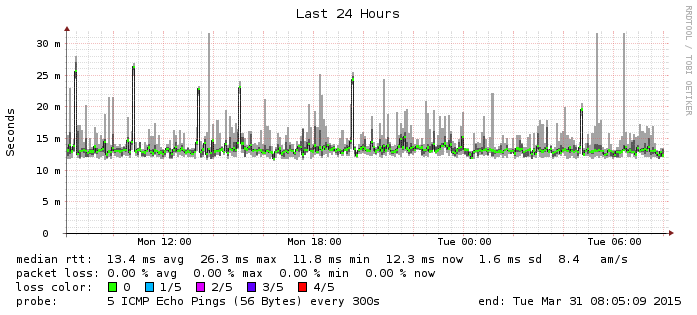 Last 24 Hours
RRDTOOL / TOBI OETIKER
Seconds
30 m
25 m
20 m
15 m
10 m
5 m
0
Mon 12:00 Mon 18:00 Tue 00:00 Tue 06:00
median rtt: 13.4 ms avg 26.3 ms max 11.8 ms min 12.3 ms now 1.6 ms sd 8.4 am/s
packet loss: 0.00 % avg 0.00 % max 0.00 % min 0.00 % now
loss color: 0 1/5 2/5 3/5 4/5
probe: 5 ICMP Echo Pings (56 Bytes) every 300s end: Tue Mar 31 08:05:09 2015